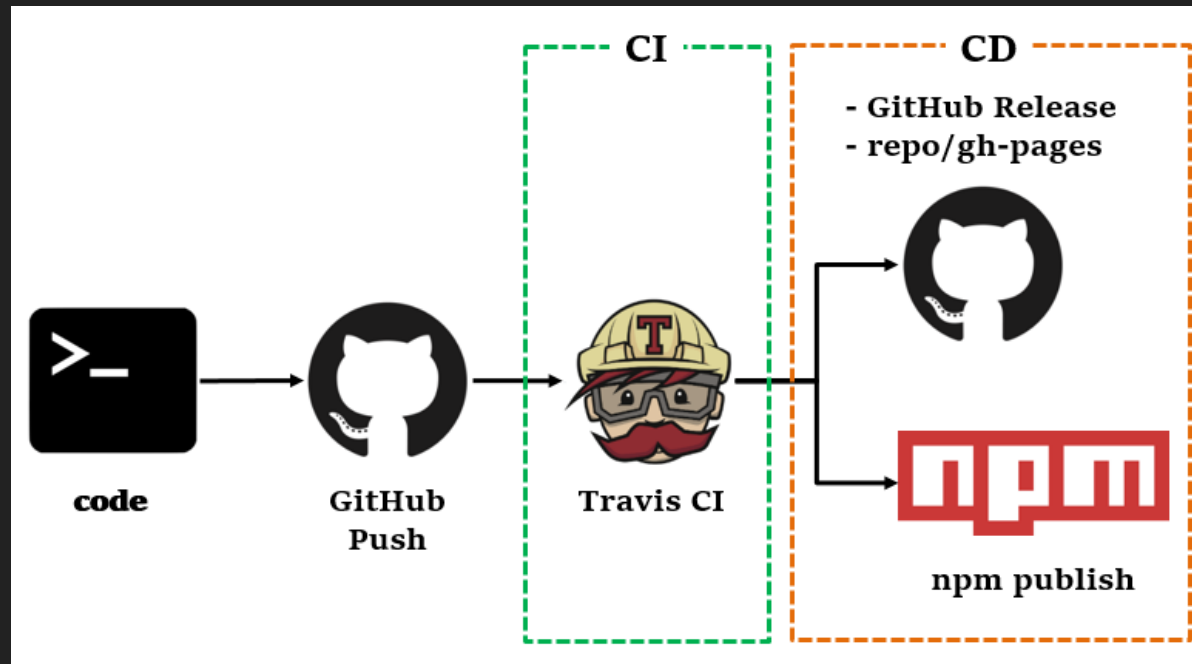 CI
CD
- GitHub Release
- repo/gh-pages
>_
T
code
GitHub
Push
Travis CI
npm
npm publish